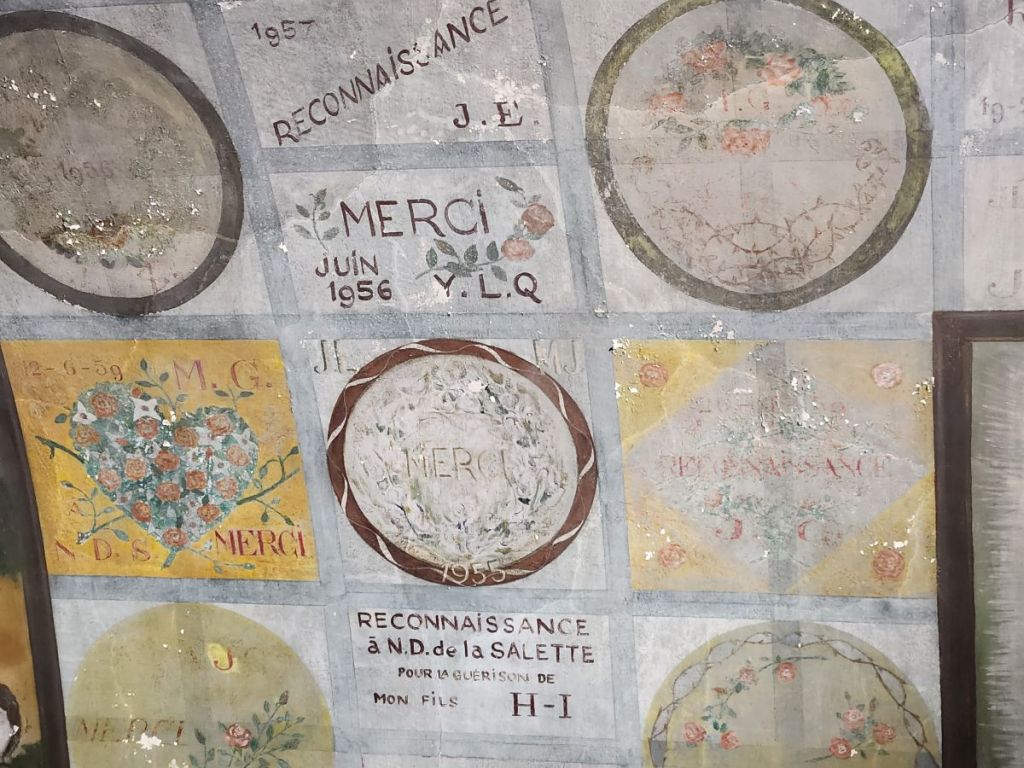 1957
RECONNAiSSANCE
J.E.
1956
MERCi
JUiN
1956
Y.L.Q
12-6-59
M.G.
A
N.D.S
MERCi
MERCI
1955
RECONNAISSANCE
J. C.
RECONNAiSSANCE
à N.D. de la SALETTE
POUR LA GUÉRISON DE
MON FiLS
H-I
J
MERCI